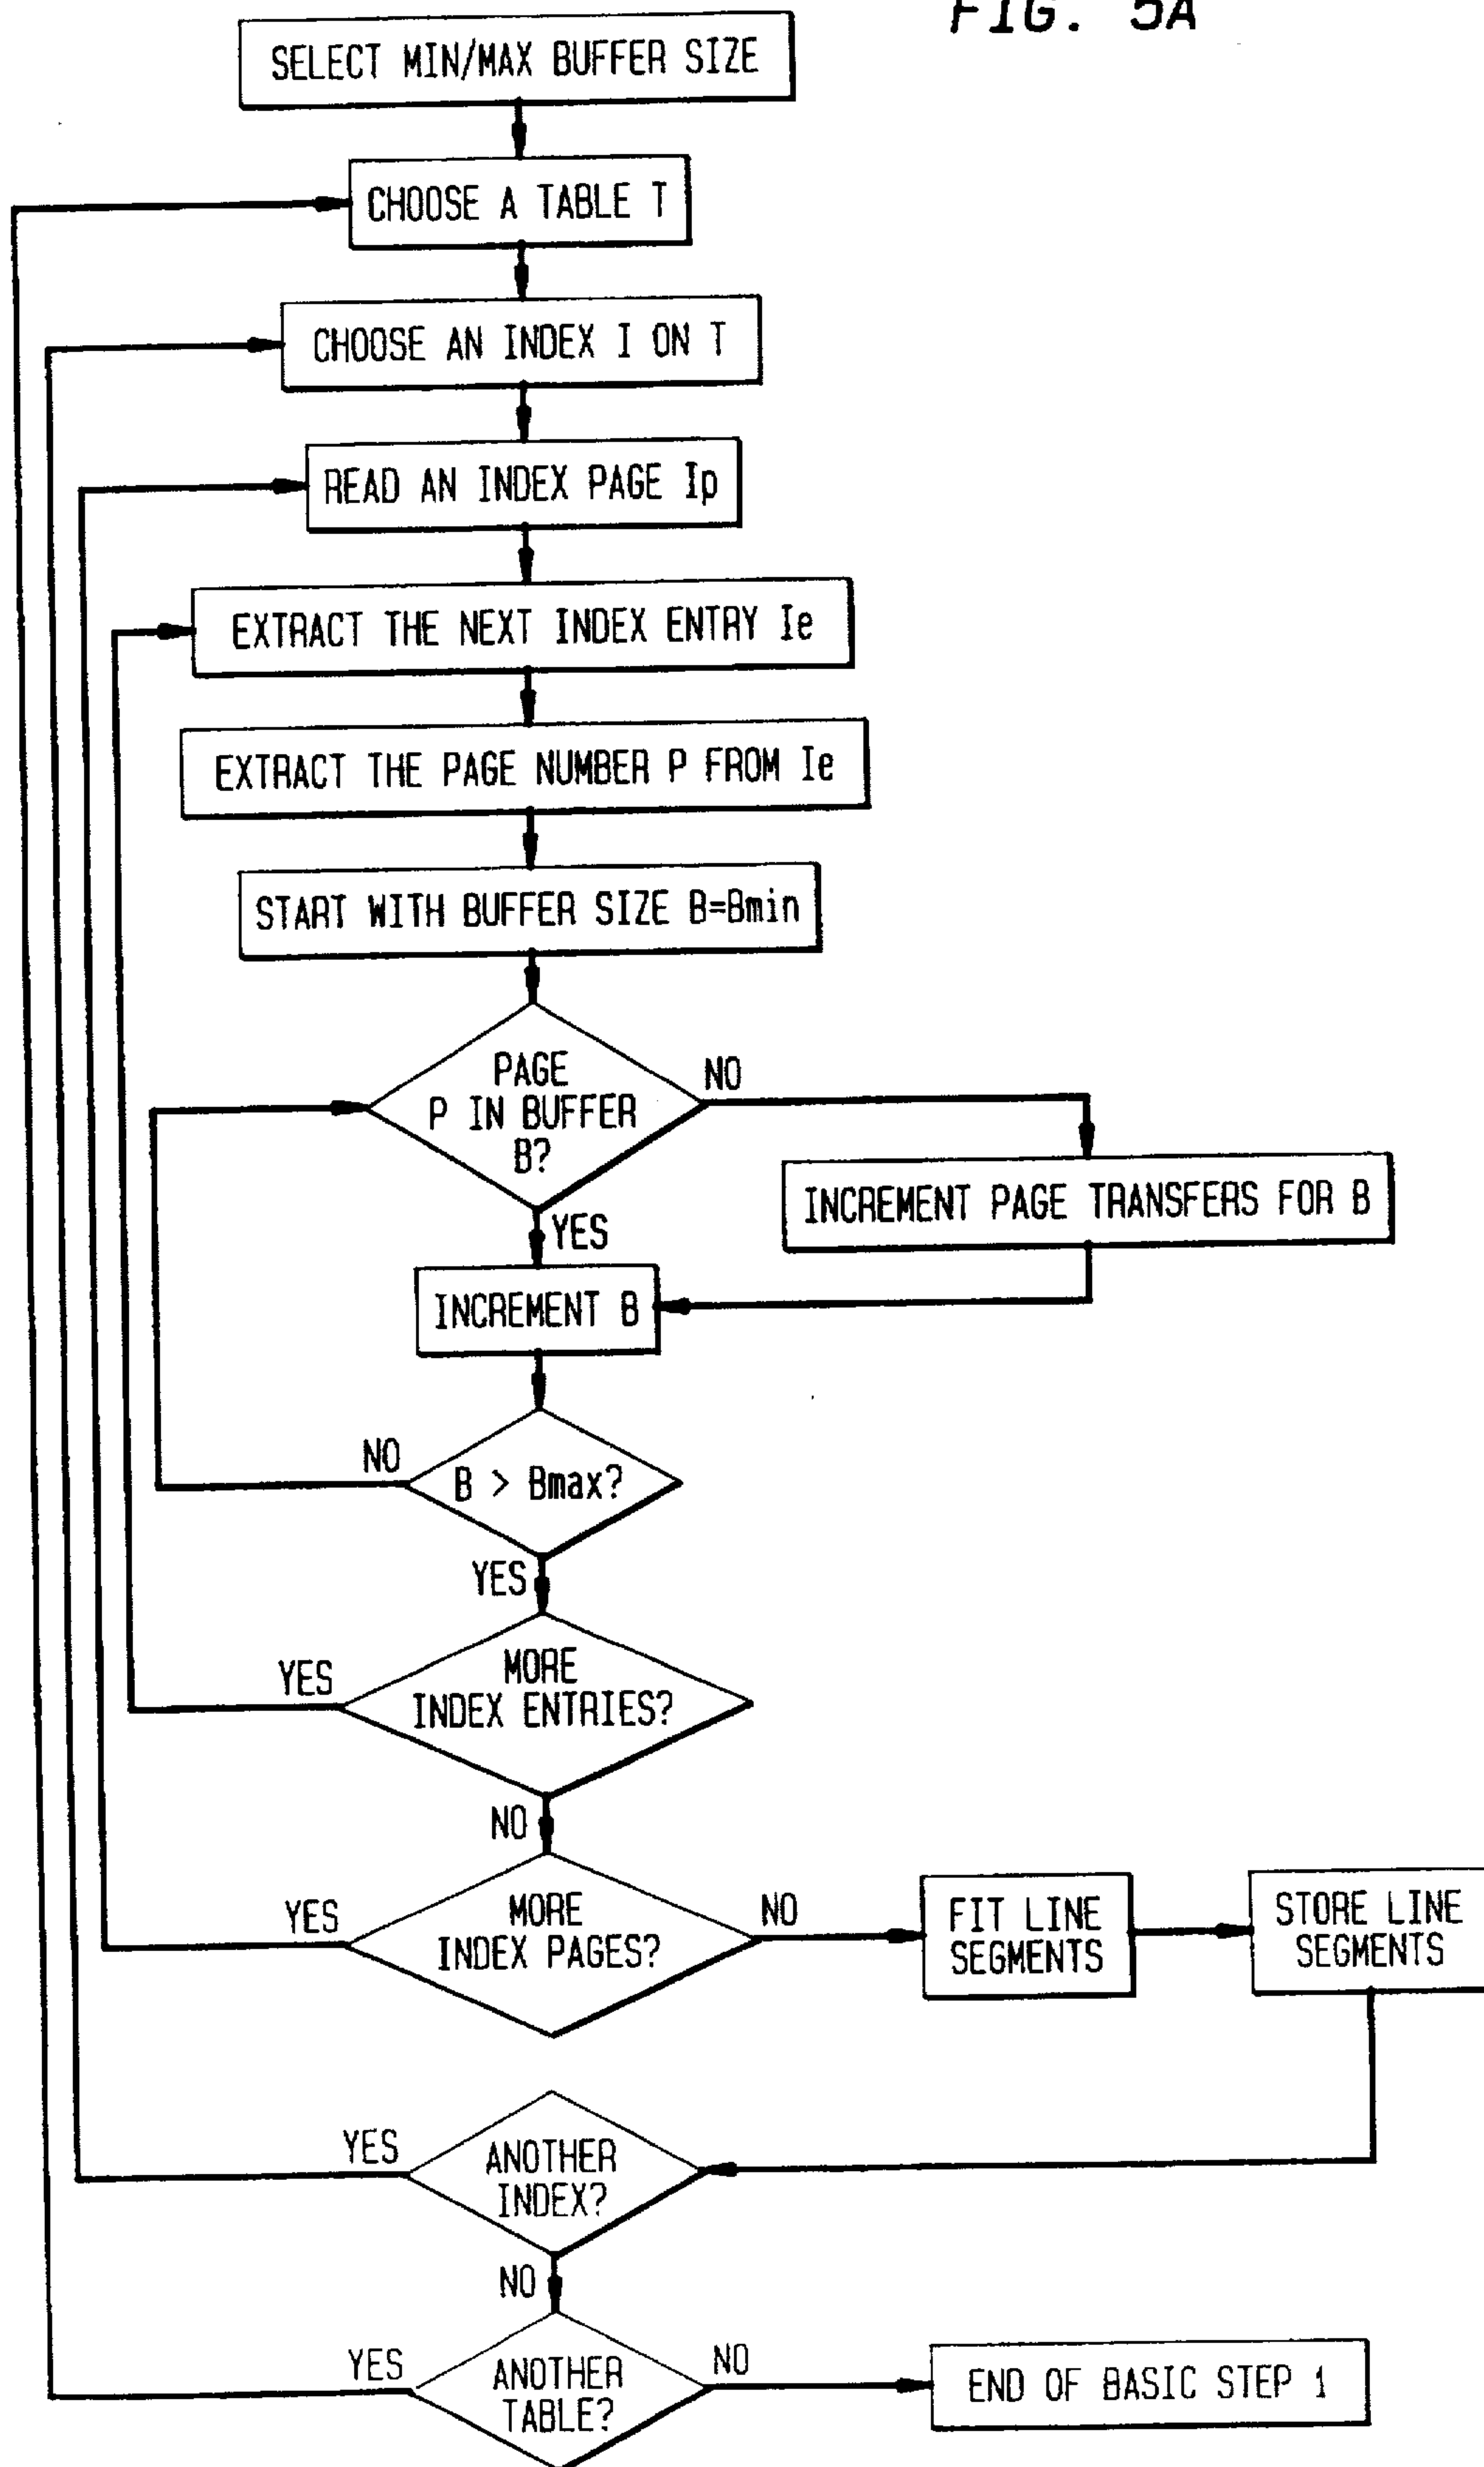 FIG. 5A
SELECT MIN/MAX BUFFER SIZE
CHOOSE A TABLE T
CHOOSE AN INDEX I ON T
READ AN INDEX PAGE Ip
EXTRACT THE NEXT INDEX ENTRY Ie
EXTRACT THE PAGE NUMBER P FROM Ie
START WITH BUFFER SIZE B=Bmin
PAGE
P IN BUFFER
B?
NO
INCREMENT PAGE TRANSFERS FOR B
YES
INCREMENT B
NO
B > Bmax?
YES
MORE
INDEX ENTRIES?
YES
NO
MORE
INDEX PAGES?
YES
NO
FIT LINE
SEGMENTS
STORE LINE
SEGMENTS
ANOTHER
INDEX?
YES
NO
ANOTHER
TABLE?
YES
NO
END OF BASIC STEP 1